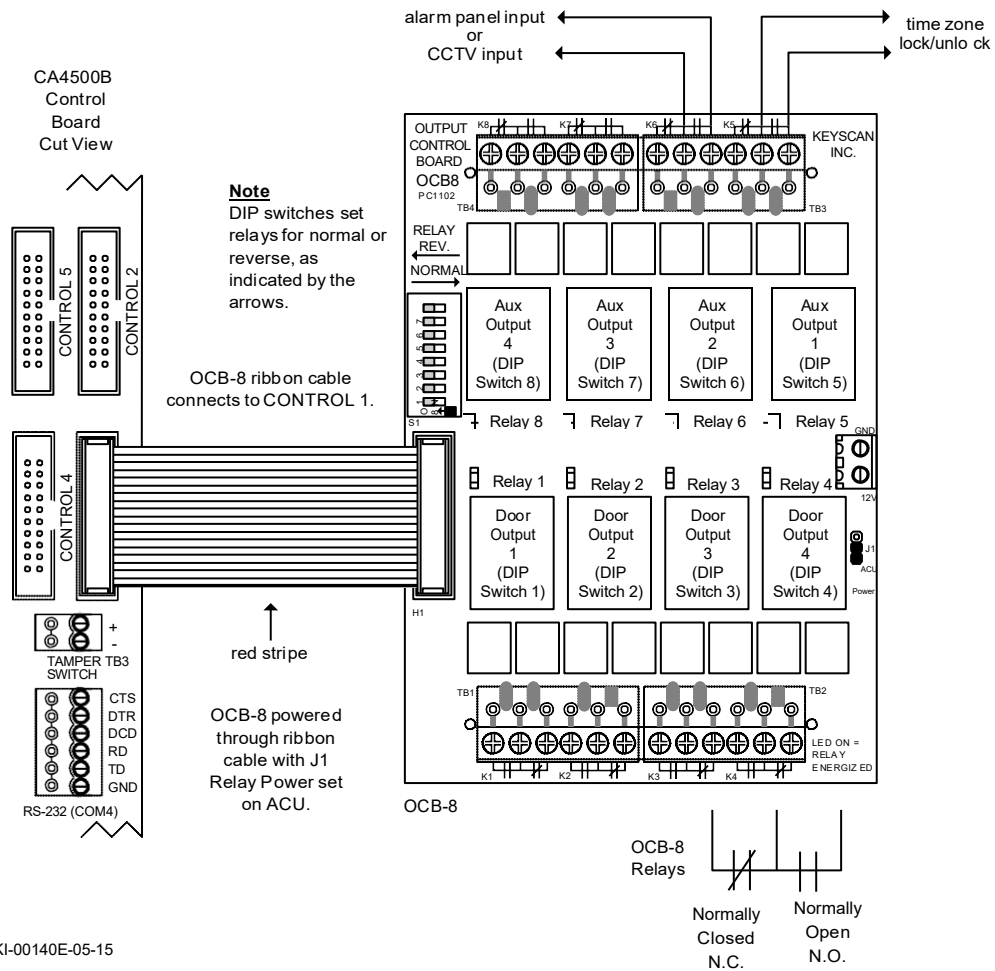 alarm panel input
or
CCTV input
time zone
lock/unlo ck
CA4500B
Control
Board
Cut View
Note
DIP switches set
relays for normal or
reverse, as
indicated by the
arrows.
OCB-8 ribbon cable
connects to CONTROL 1.
CONTROL 5
CONTROL 2
CONTROL 4
red stripe
OCB-8 powered
through ribbon
cable with J1
Relay Power set
on ACU.
TAMPER TB3
SWITCH
+
-
CTS
DTR
DCD
RD
TD
GND
RS-232 (COM4)
OUTPUT
CONTROL
BOARD
OCB8
PC1102
K8
K7
K6
K5
KEYSCAN
INC.
TB4
TB3
RELAY
REV.
NORMAL
7
6
5
4
3
2
1
S1
Aux
Output
4
(DIP
Switch 8)
Aux
Output
3
(DIP
Switch 7)
Aux
Output
2
(DIP
Switch 6)
Aux
Output
1
(DIP
Switch 5)
Relay 8
Relay 7
Relay 6
Relay 5
GND
12V
Relay 1
Relay 2
Relay 3
Relay 4
Door
Output
1
(DIP
Switch 1)
Door
Output
2
(DIP
Switch 2)
Door
Output
3
(DIP
Switch 3)
Door
Output
4
(DIP
Switch 4)
J1
ACU
Power
H1
TB1
TB2
K1
K2
K3
K4
LED ON =
RELAY
ENERGIZ ED
OCB-8
OCB-8
Relays
Normally
Closed
N.C.
Normally
Open
N.O.
KI-00140E-05-15